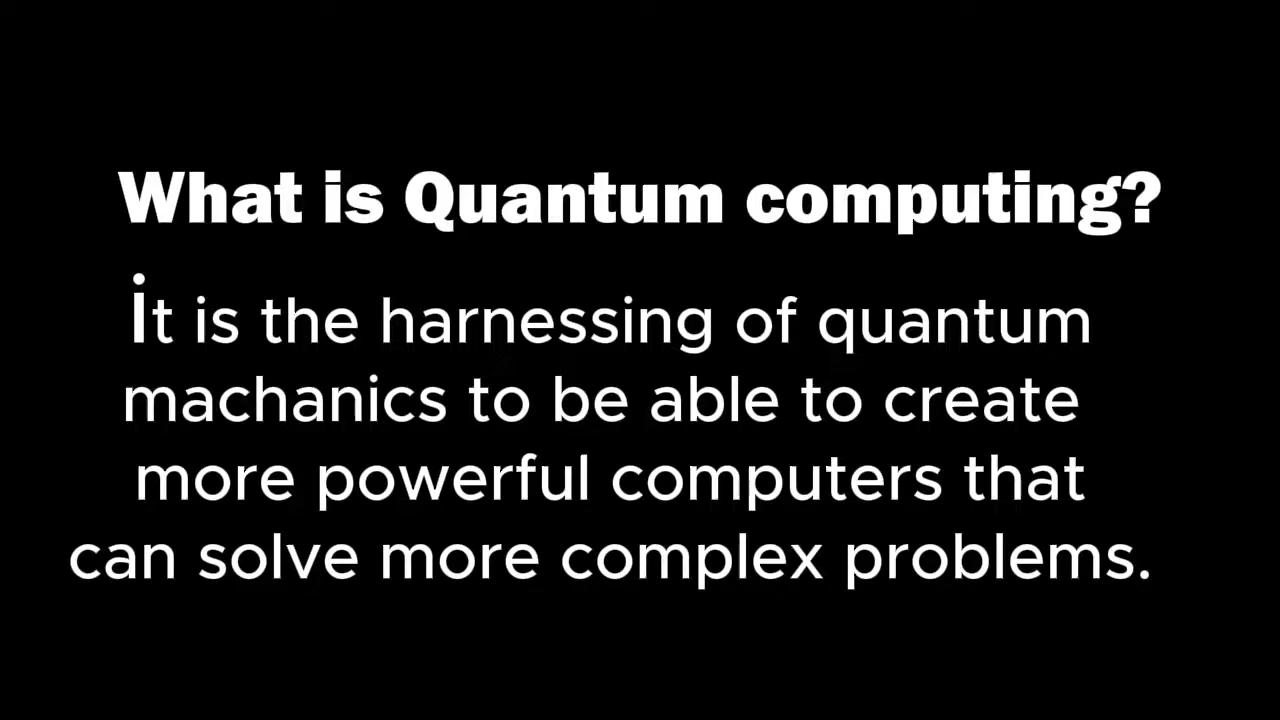 What is Quantum computing?
it is the harnessing of quantum
machanics to be able to create
more powerful computers that
can solve more complex problems.